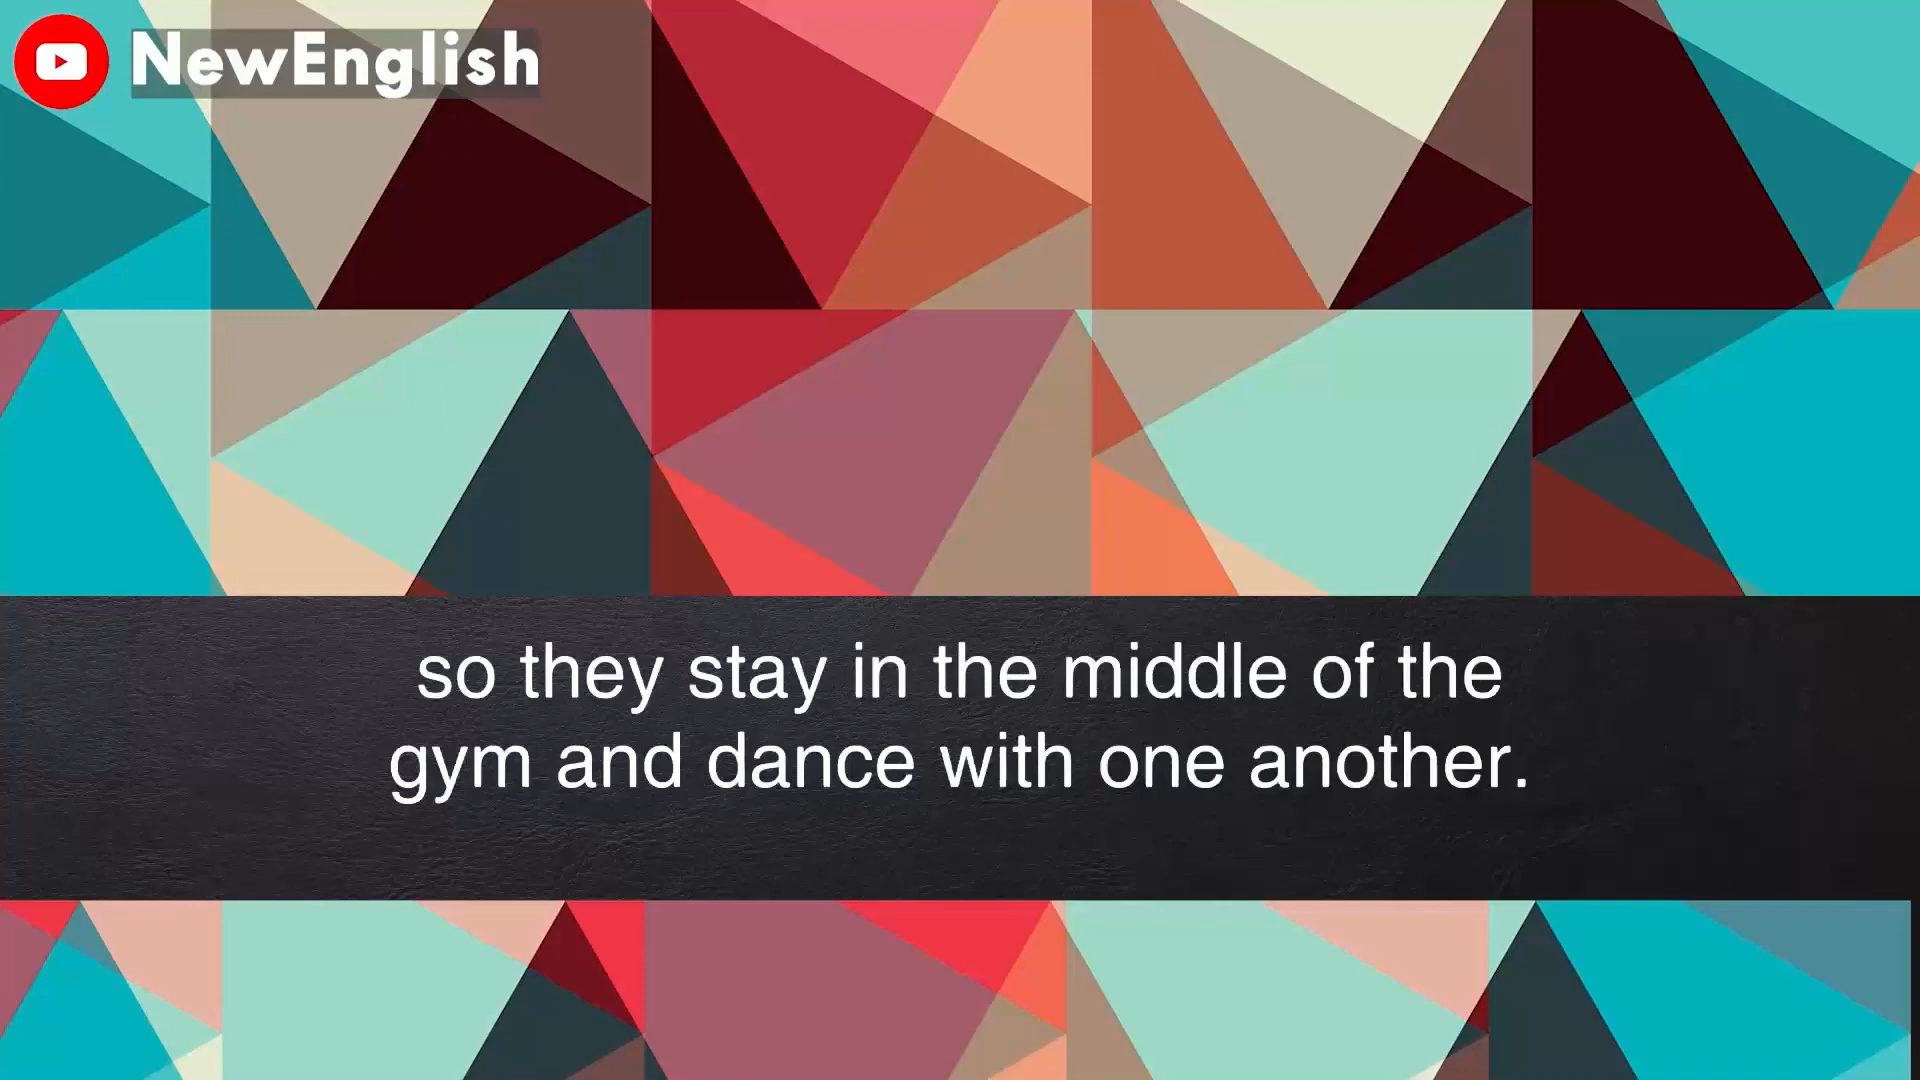 NewEnglish
so they stay in the middle of the
gym and dance with one another.